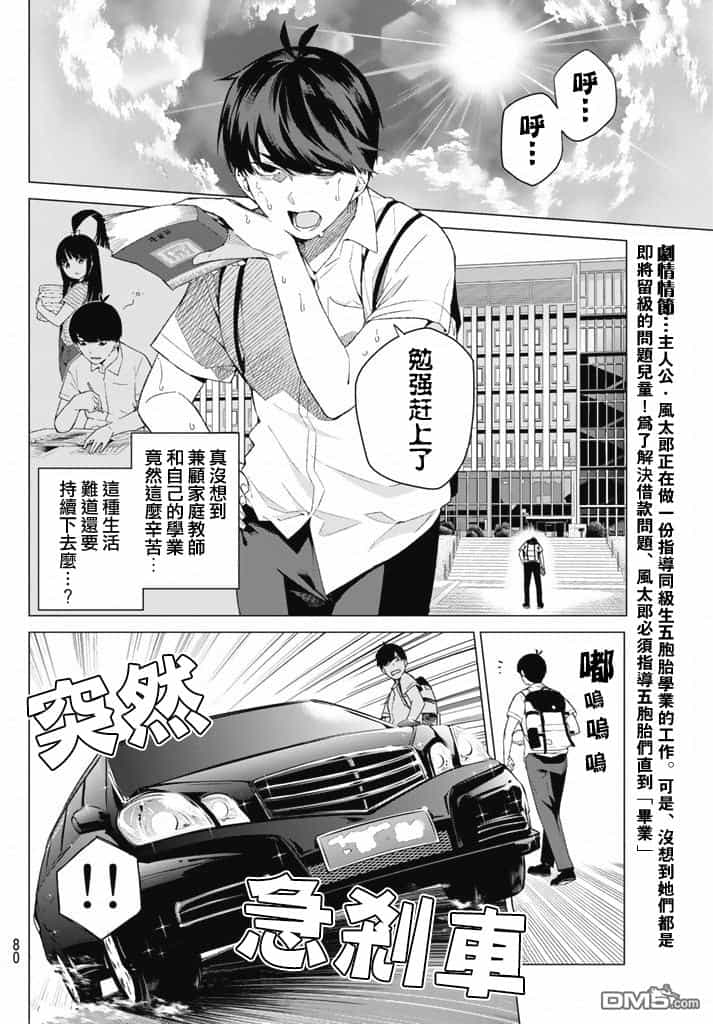 呼…
呼…
劇情情節…主人公·風太郎正在做一份指導同級生五胞胎學業的工作。可是、沒想到她們都是
即將留級的問題兒童！為了解決借款問題、風太郎必須指導五胞胎們直到「畢業」
勉强赶上了
真沒想到
兼顧家庭教師
和自己的學業
竟然這麼辛苦…
這種生活
難道還要
持續下去麼…？
嘟
嗚
嗚
嗚
突然
！！
急刹車
80
DM5.com